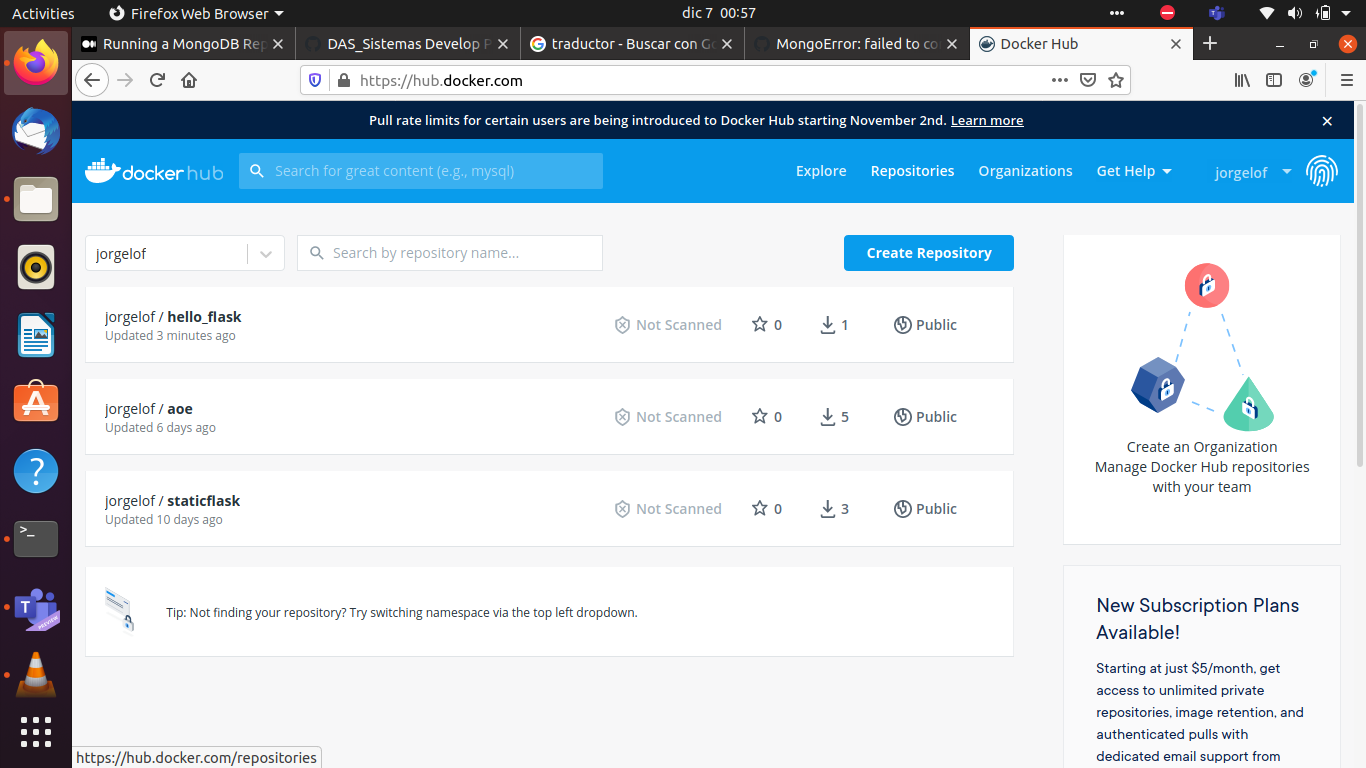 Activities
Firefox Web Browser
dic 7 00:57
Running a MongoDB Rep
DAS_Sistemas Develop P
traductor - Buscar con Go
MongoError: failed to co
Docker Hub
https://hub.docker.com
Pull rate limits for certain users are being introduced to Docker Hub starting November 2nd. Learn more
docker hub
Search for great content (e.g., mysql)
Explore
Repositories
Organizations
Get Help
jorgelof
jorgelof
Search by repository name...
Create Repository
jorgelof / hello_flask
Updated 3 minutes ago
Not Scanned
0
1
Public
jorgelof / aoe
Updated 6 days ago
Not Scanned
0
5
Public
jorgelof / staticflask
Updated 10 days ago
Not Scanned
0
3
Public
Tip: Not finding your repository? Try switching namespace via the top left dropdown.
Create an Organization
Manage Docker Hub repositories
with your team
New Subscription Plans
Available!
Starting at just $5/month, get
access to unlimited private
repositories, image retention, and
authenticated pulls with
dedicated email support from
>_
T
PREVIEW
https://hub.docker.com/repositories